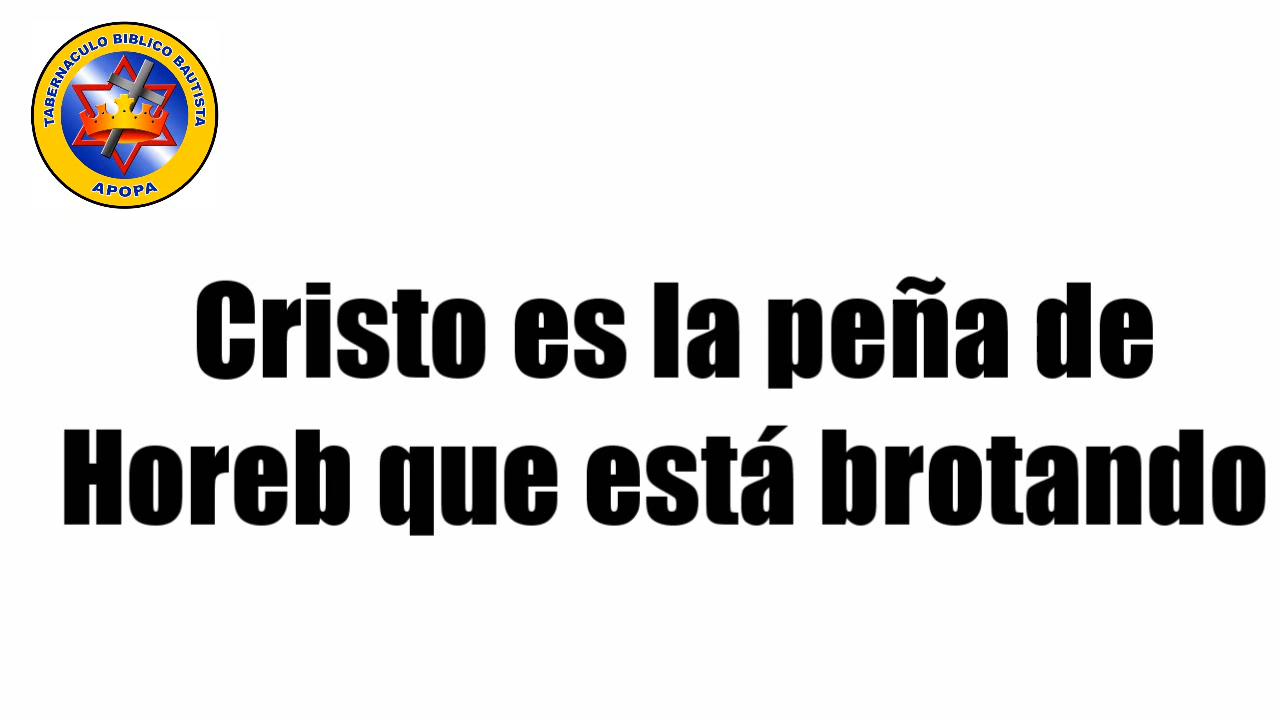 TABERNACULO BIBLICO BAUTISTA
APOPA
Cristo es la peña de
Horeb que está brotando